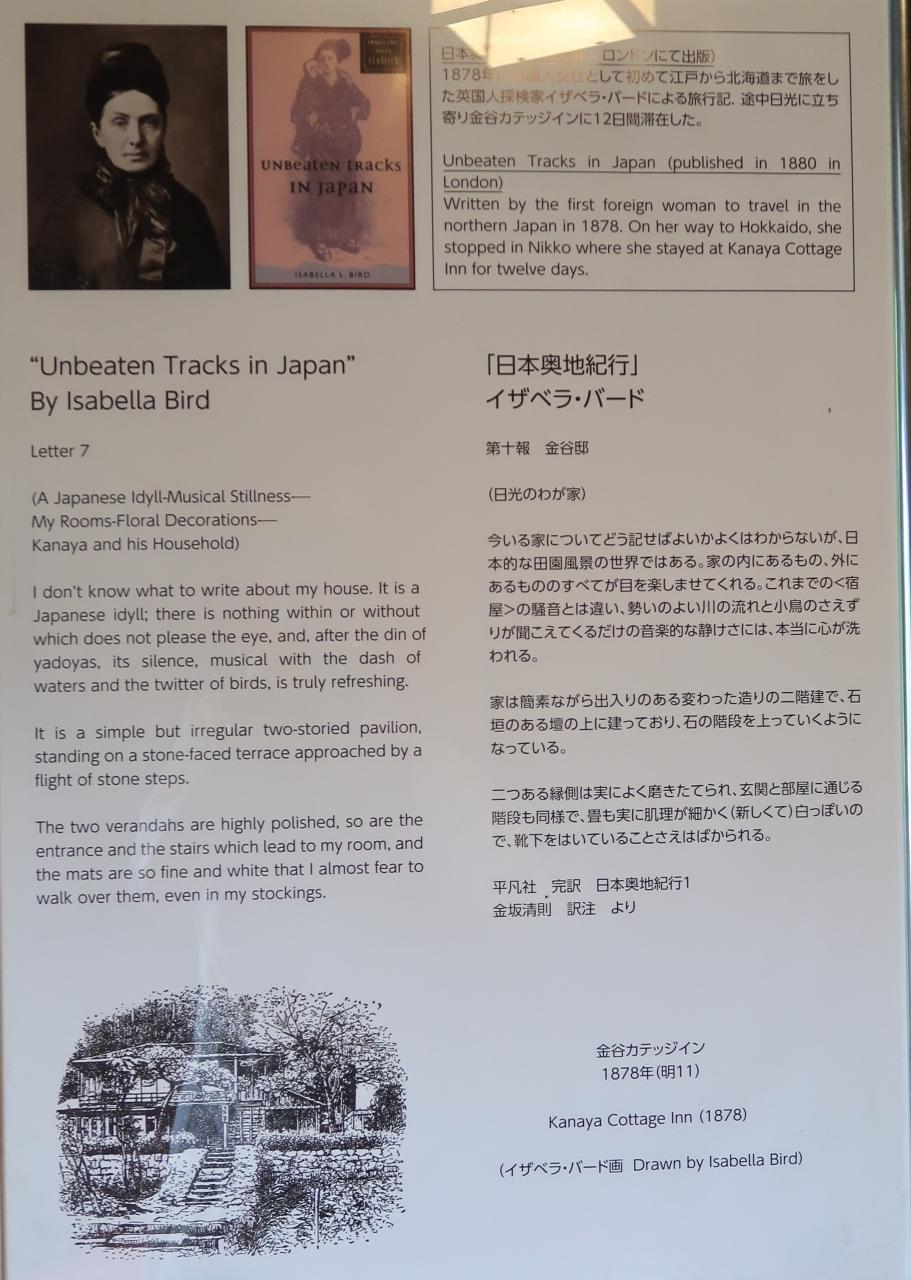 TRAVELERS'
TALES
CLASSICS
UNBEATEN TRACKS
IN JAPAN
ISABELLA L. BIRD
日本奥 ロンドンにて出版)
1878年 女性として初めて江戸から北海道まで旅をし
た英国人探検家イザベラ・バードによる旅行記. 途中日光に立ち
寄り金谷カテッジインに12日間滞在した。
Unbeaten Tracks in Japan (published in 1880 in
London)
Written by the first foreign woman to travel in the
northern Japan in 1878. On her way to Hokkaido, she
stopped in Nikko where she stayed at Kanaya Cottage
Inn for twelve days.
“Unbeaten Tracks in Japan”
By Isabella Bird
Letter 7
(A Japanese Idyll-Musical Stillness—
My Rooms-Floral Decorations—
Kanaya and his Household)
I don't know what to write about my house. It is a
Japanese idyll; there is nothing within or without
which does not please the eye, and, after the din of
yadoyas, its silence, musical with the dash of
waters and the twitter of birds, is truly refreshing.
It is a simple but irregular two-storied pavilion,
standing on a stone-faced terrace approached by a
flight of stone steps.
The two verandahs are highly polished, so are the
entrance and the stairs which lead to my room, and
the mats are so fine and white that I almost fear to
walk over them, even in my stockings.
「日本奥地紀行」
イザベラ・バード
第十報 金谷邸
(日光のわが家)
今いる家についてどう記せばよいかよくはわからないが、日
本的な田園風景の世界ではある。家の内にあるもの、外に
あるもののすべてが目を楽しませてくれる。これまでの<宿
屋>の騒音とは違い、勢いのよい川の流れと小鳥のさえず
りが聞こえてくるだけの音楽的な静けさには、本当に心が洗
われる。
家は簡素ながら出入りのある変わった造りの二階建で、石
垣のある壇の上に建っており、石の階段を上っていくように
なっている。
二つある縁側は実によく磨きたてられ、玄関と部屋に通じる
階段も同様で、畳も実に肌理が細かく(新しくて)白っぽいの
で、靴下をはいていることさえはばかられる。
平凡社 完訳 日本奥地紀行1
金坂清則 訳注 より
金谷カテッジイン
1878年(明11)
Kanaya Cottage Inn (1878)
(イザベラ・バード画 Drawn by Isabella Bird)